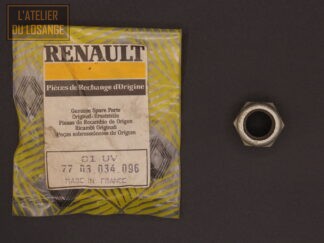 L'ATELIER
DU LOSANGE
RENAULT
Pièces de Rechange d'Origine
Genuine Spare Parts
Original-Ersatzteile
Piezas de Recambio de Origen
Ricambi Originali
Peças sobressalentes de Origem
01 UV
77 03 034 096
MADE IN FRANCE